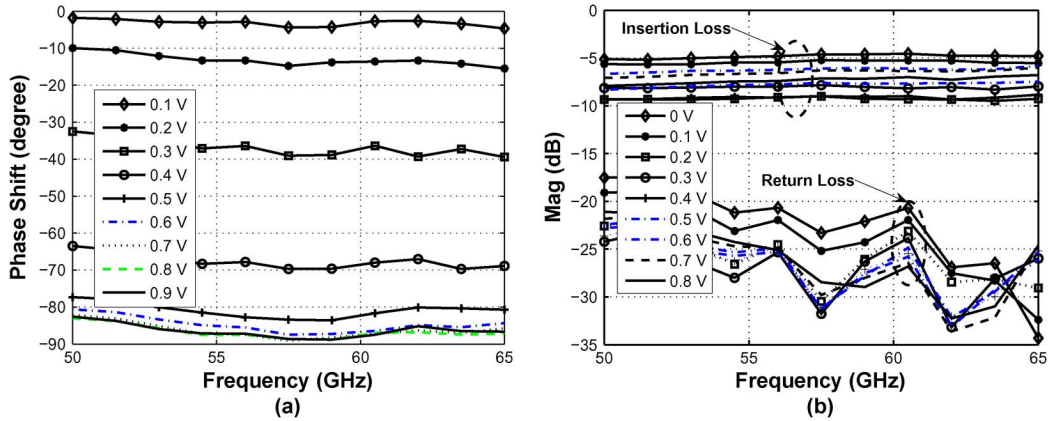 0
−10
−20
−30
−40
−50
−60
−70
−80
−90
Phase Shift (degree)
0.1 V
0.2 V
0.3 V
0.4 V
0.5 V
0.6 V
0.7 V
0.8 V
0.9 V
50
55
60
65
Frequency (GHz)
(a)
0
−5
−10
−15
−20
−25
−30
−35
Mag (dB)
Insertion Loss
0 V
0.1 V
0.2 V
0.3 V
0.4 V
0.5 V
0.6 V
0.7 V
0.8 V
Return Loss
50
55
60
65
Frequency (GHz)
(b)